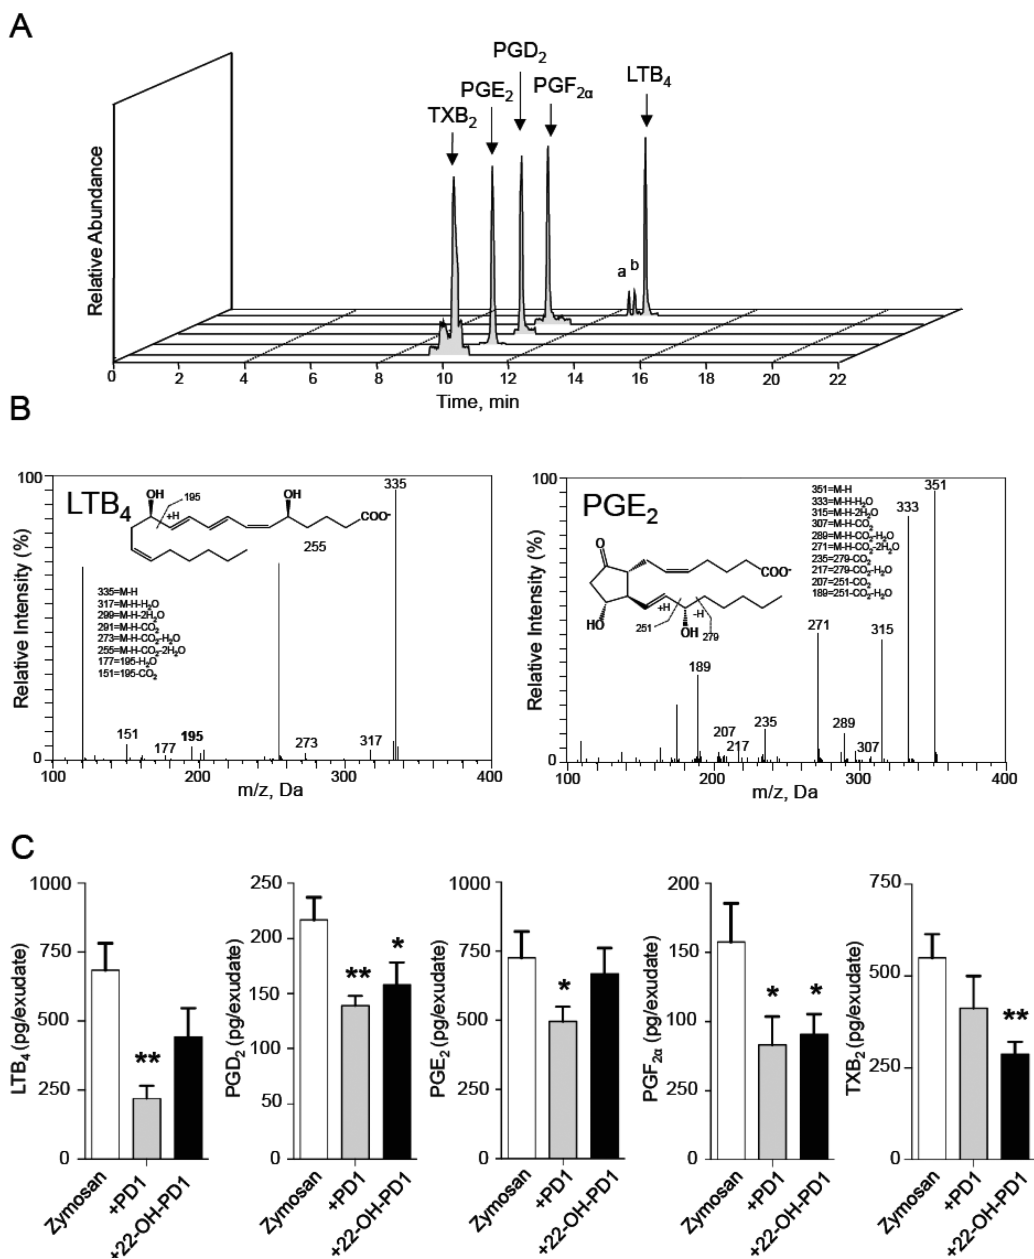 A
PGD2
PGE2
PGF2α
LTB4
TXB2
a
b
Relative Abundance
0 2 4 6 8 10 12 14 16 18 20 22
Time, min
B
100
LTB4
OH
195
OH
335
+H
COO-
255
335=M-H
317=M-H-H2O
299=M-H-2H2O
291=M-H-CO2
273=M-H-CO2-H2O
255=M-H-CO2-2H2O
177=195-H2O
151=195-CO2
151
177
195
273
317
Relative Intensity (%)
0
100 200 300 400
m/z, Da
100
PGE2
351=M-H
333=M-H-H2O
315=M-H-2H2O
307=M-H-CO2
289=M-H-CO2-H2O
271=M-H-CO2-2H2O
235=279-CO2
217=279-CO2-H2O
207=251-CO2
189=251-CO2-H2O
351
333
O
COO-
HO
+H
-H
251
OH
279
271
315
189
207
217
235
289
307
Relative Intensity (%)
0
100 200 300 400
m/z, Da
C
1000
750
500
250
0
LTB4 (pg/exudate)
**
Zymosan
+PD1
+22-OH-PD1
250
200
150
100
50
0
PGD2 (pg/exudate)
**
*
Zymosan
+PD1
+22-OH-PD1
1000
750
500
250
0
PGE2 (pg/exudate)
*
Zymosan
+PD1
+22-OH-PD1
200
150
100
250
0
PGF2α (pg/exudate)
*
*
Zymosan
+PD1
+22-OH-PD1
750
500
250
0
TXB2 (pg/exudate)
**
Zymosan
+PD1
+22-OH-PD1